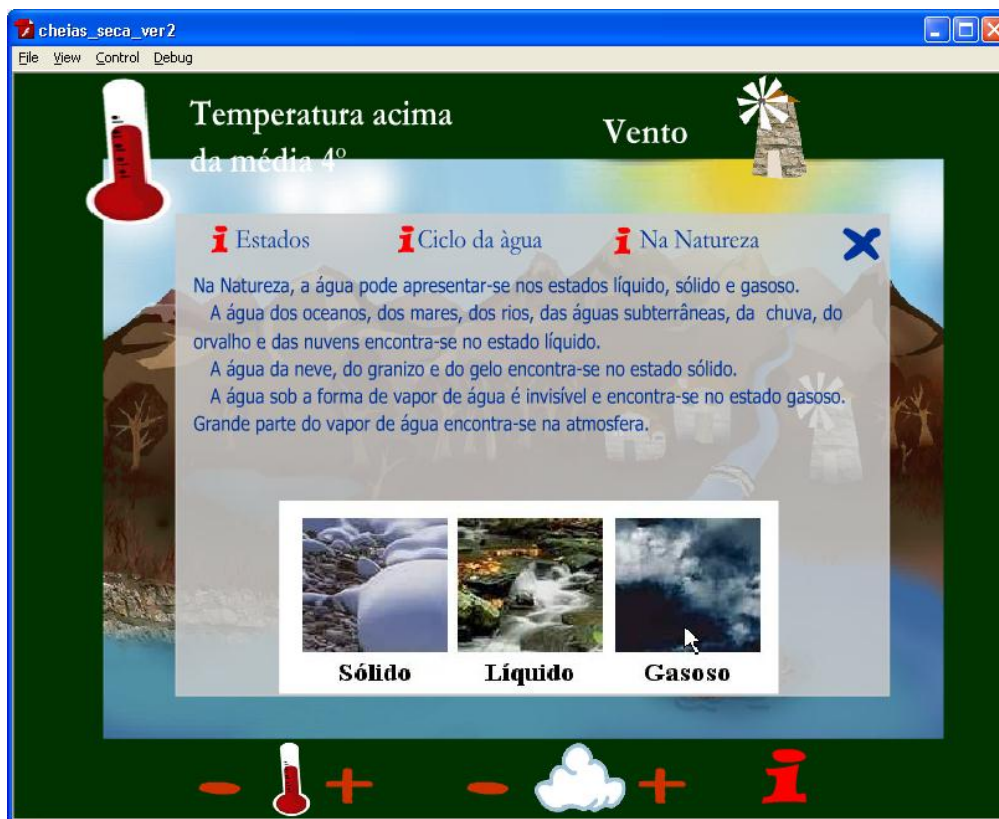 cheias_seca_ver2
File View Control Debug
Temperatura acima
da média 4º
Vento
i Estados
i Ciclo da àgua
i Na Natureza
Na Natureza, a água pode apresentar-se nos estados líquido, sólido e gasoso.
A água dos oceanos, dos mares, dos rios, das águas subterrâneas, da chuva, do
orvalho e das nuvens encontra-se no estado líquido.
A água da neve, do granizo e do gelo encontra-se no estado sólido.
A água sob a forma de vapor de água é invisível e encontra-se no estado gasoso.
Grande parte do vapor de água encontra-se na atmosfera.
Sólido
Líquido
Gasoso
- +
- +
i